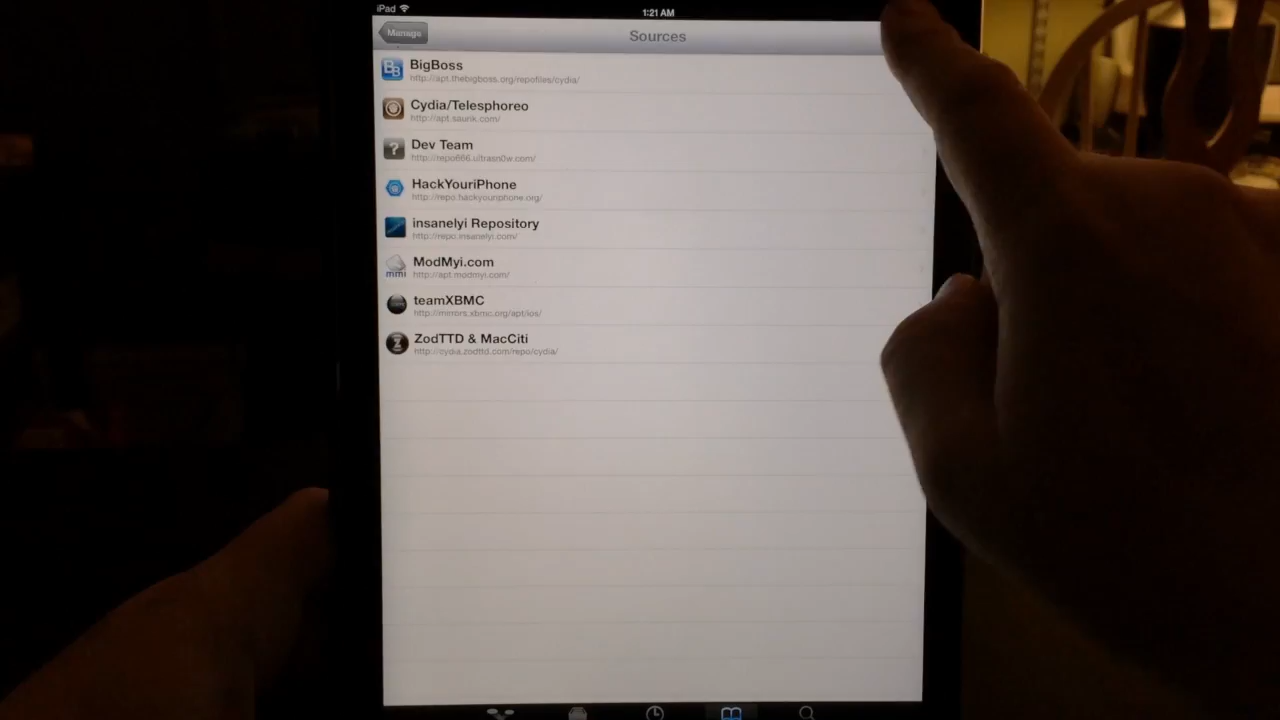 iPad
1:21 AM
Manage
Sources
BigBoss
http://apt.thebigboss.org/repofiles/cydia/
Cydia/Telesphoreo
http://apt.saurik.com/
Dev Team
http://repo666.ultrasn0w.com/
HackYouriPhone
http://repo.hackyouriphone.org/
insanelyi Repository
http://repo.insanelyi.com/
ModMyi.com
http://apt.modmyi.com/
mmi
teamXBMC
http://mirrors.xbmc.org/apt/ios/
ZodTTD & MacCiti
http://cydia.zodttd.com/repo/cydia/